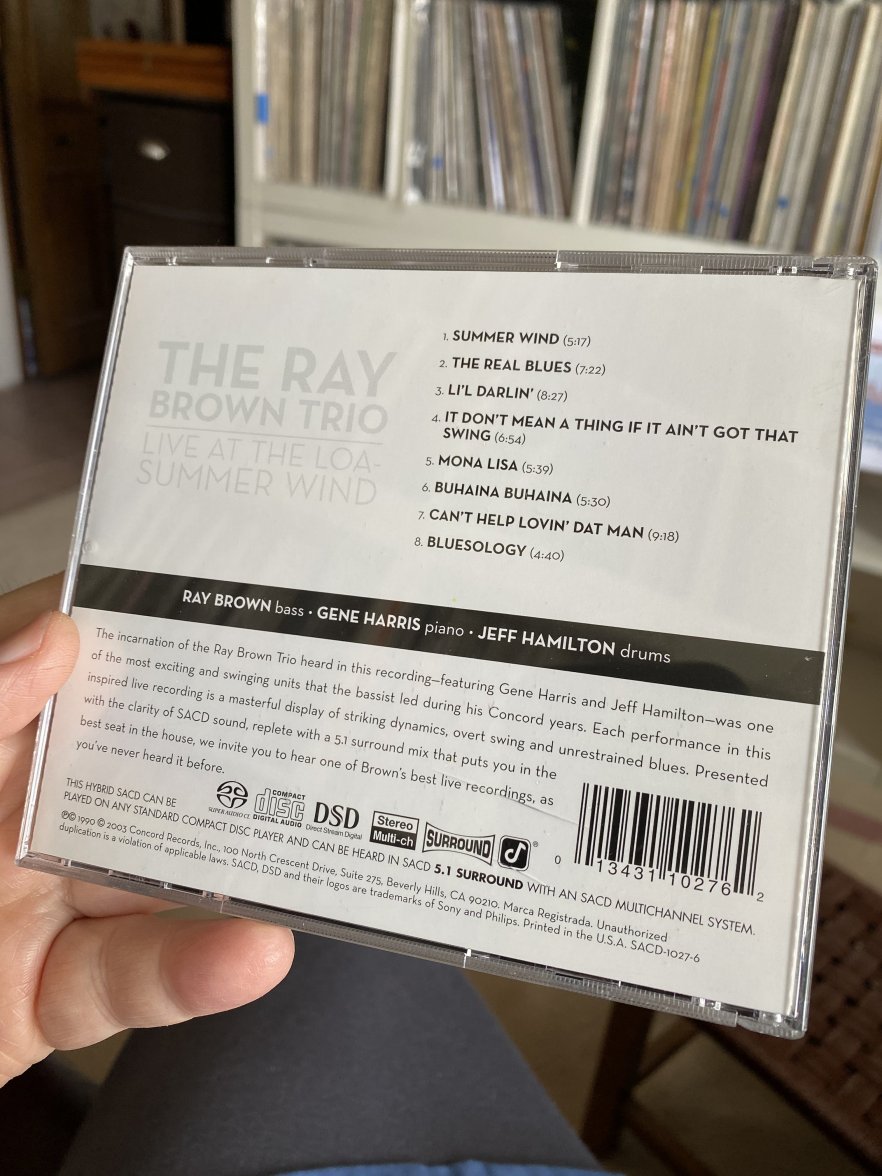 THE RAY
BROWN TRIO
LIVE AT THE LOA-
SUMMER WIND
1. SUMMER WIND (5:17)
2. THE REAL BLUES (7:22)
3. LI'L DARLIN' (8:27)
4. IT DON'T MEAN A THING IF IT AIN'T GOT THAT
SWING (6:54)
5. MONA LISA (5:39)
6. BUHAINA BUHAINA (5:30)
7. CAN'T HELP LOVIN' DAT MAN (9:18)
8. BLUESOLOGY (4:40)
RAY BROWN bass • GENE HARRIS piano • JEFF HAMILTON drums
The incarnation of the Ray Brown Trio heard in this recording—featuring Gene Harris and Jeff Hamilton—was one
of the most exciting and swinging units that the bassist led during his Concord years. Each performance in this
inspired live recording is a masterful display of striking dynamics, overt swing and unrestrained blues. Presented
with the clarity of SACD sound, replete with a 5.1 surround mix that puts you in the
best seat in the house, we invite you to hear one of Brown's best live recordings, as
you've never heard it before.
SUPER AUDIO CD
COMPACT
disc
DIGITAL AUDIO
DSD
Direct Stream Digital
Stereo
Multi-ch
SURROUND
®
THIS HYBRID SACD CAN BE
PLAYED ON ANY STANDARD COMPACT DISC PLAYER AND CAN BE HEARD IN SACD 5.1 SURROUND WITH AN SACD MULTICHANNEL SYSTEM.
℗© 1990 © 2003 Concord Records, Inc., 100 North Crescent Drive, Suite 275, Beverly Hills, CA 90210. Marca Registrada. Unauthorized
duplication is a violation of applicable laws. SACD, DSD and their logos are trademarks of Sony and Philips. Printed in the U.S.A. SACD-1027-6
0 13431 10276 2